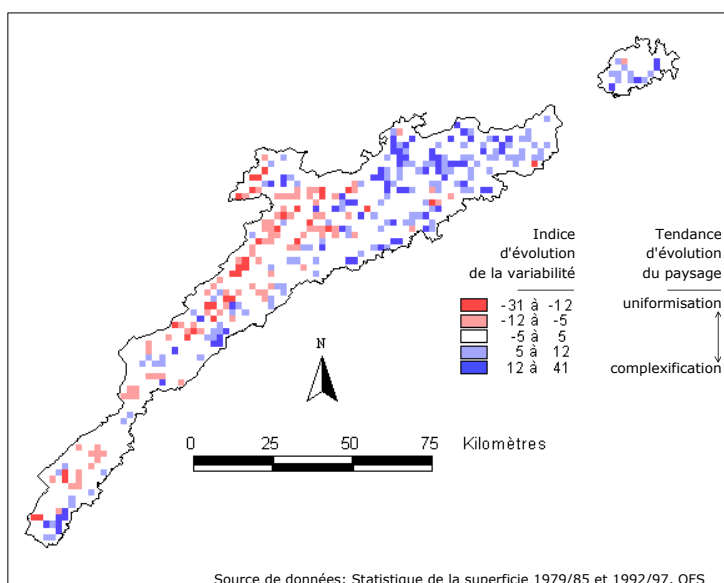 Indice
d'évolution
de la variabilité
Tendance
d'évolution
du paysage
-31 à -12
-12 à -5
-5 à 5
5 à 12
12 à 41
uniformisation
complexification
N
0 25 50 75 Kilomètres
Source de données: Statistique de la superficie 1979/85 et 1992/97, OFS